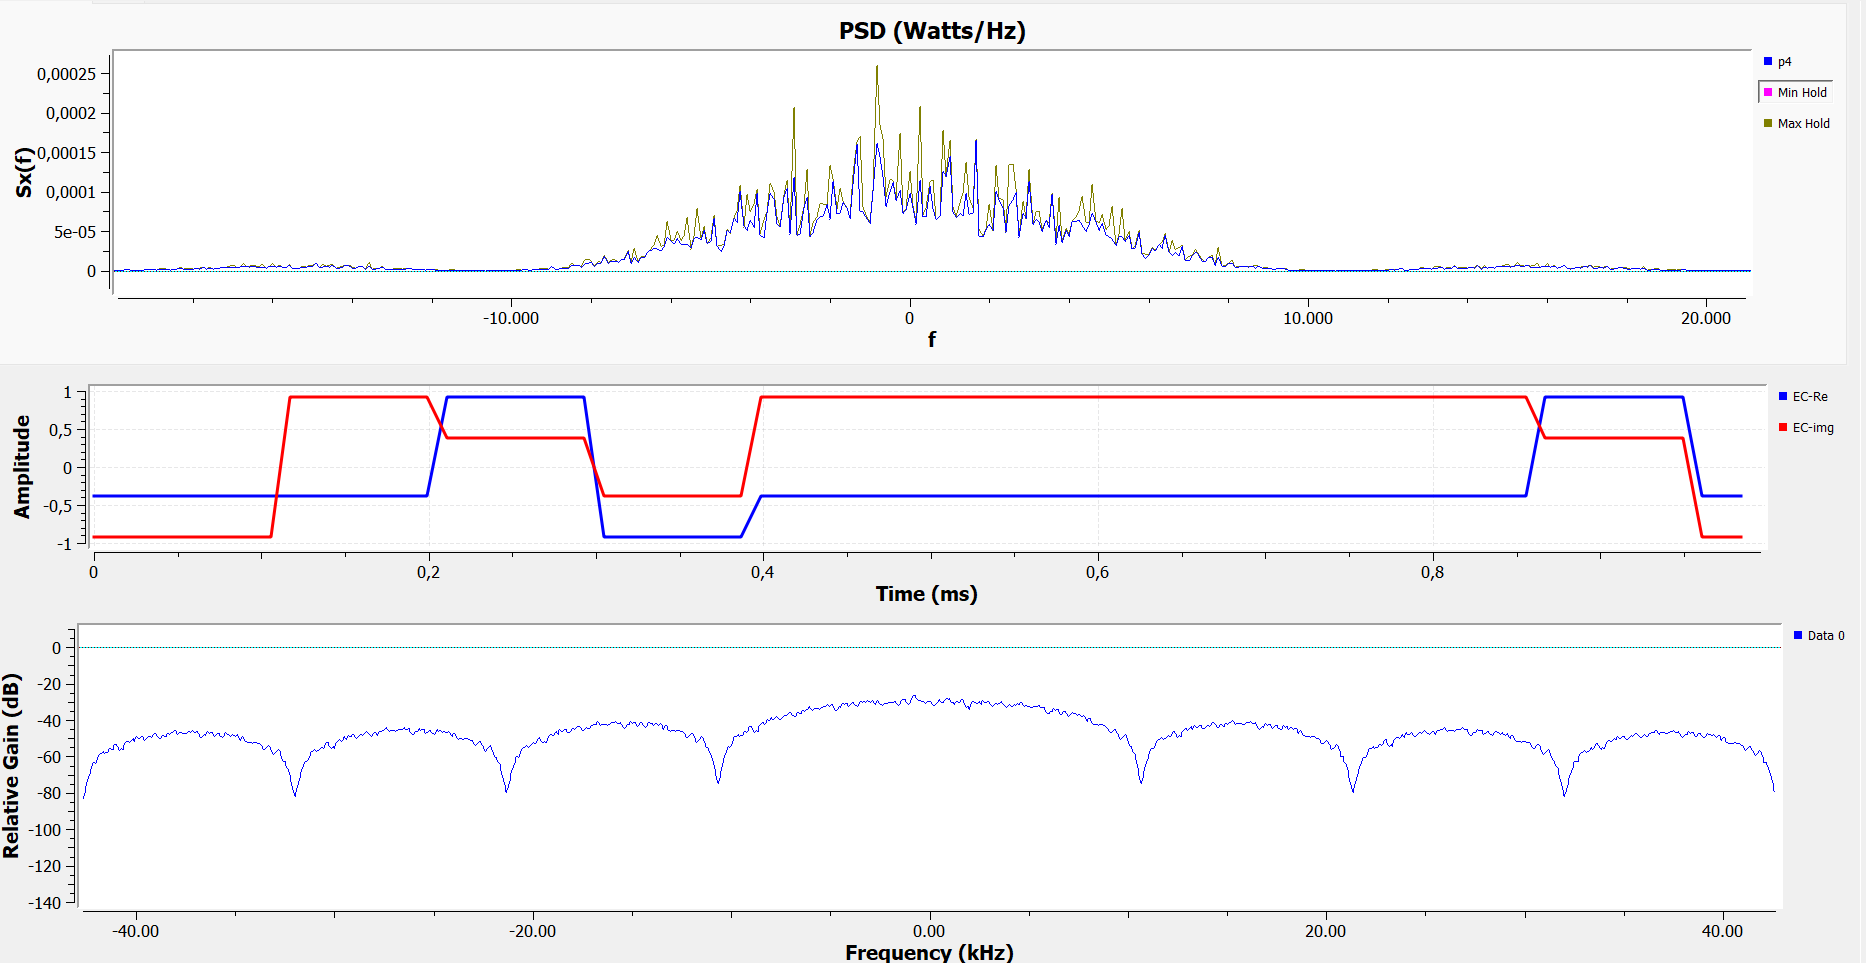 PSD (Watts/Hz)
Sx(f)
0,00025
0,0002
0,00015
0,0001
5e-05
0
-10.000
0
10.000
20.000
f
p4
Min Hold
Max Hold
Amplitude
1
0,5
0
-0,5
-1
0
0,2
0,4
0,6
0,8
Time (ms)
EC-Re
EC-img
Relative Gain (dB)
0
-20
-40
-60
-80
-100
-120
-140
-40.00
-20.00
0.00
20.00
40.00
Frequency (kHz)
Data 0